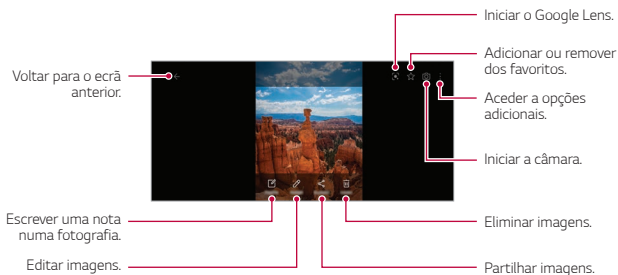 Iniciar o Google Lens.
Adicionar ou remover
dos favoritos.
Voltar para o ecrã
anterior.
Aceder a opções
adicionais.
Iniciar a câmara.
Escrever uma nota
numa fotografia.
Eliminar imagens.
Editar imagens.
Partilhar imagens.